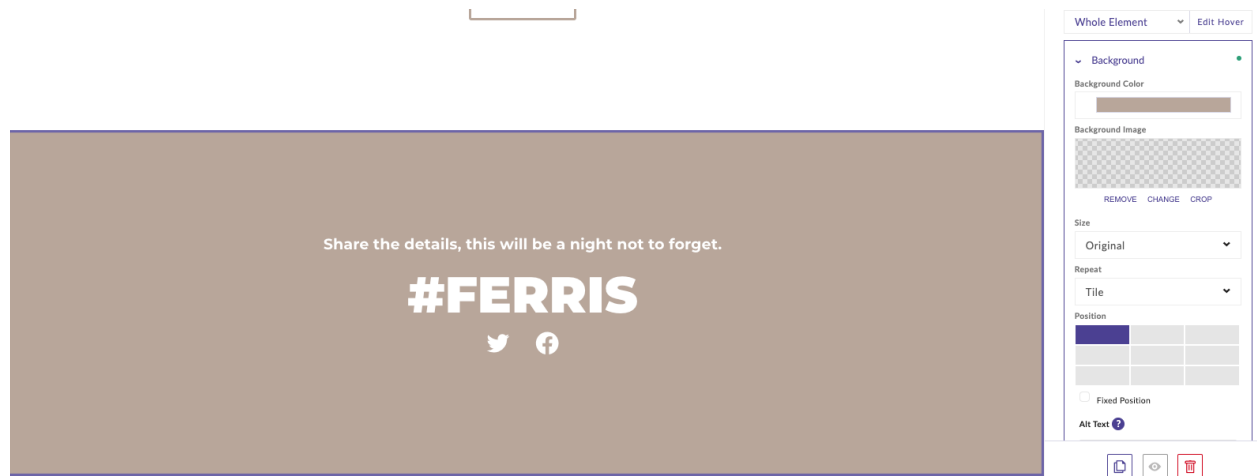 Whole Element
Edit Hover
Background
Background Color
Background Image
REMOVE CHANGE CROP
Size
Original
Repeat
Tile
Position
Fixed Position
Alt Text ?
Share the details, this will be a night not to forget.
#FERRIS